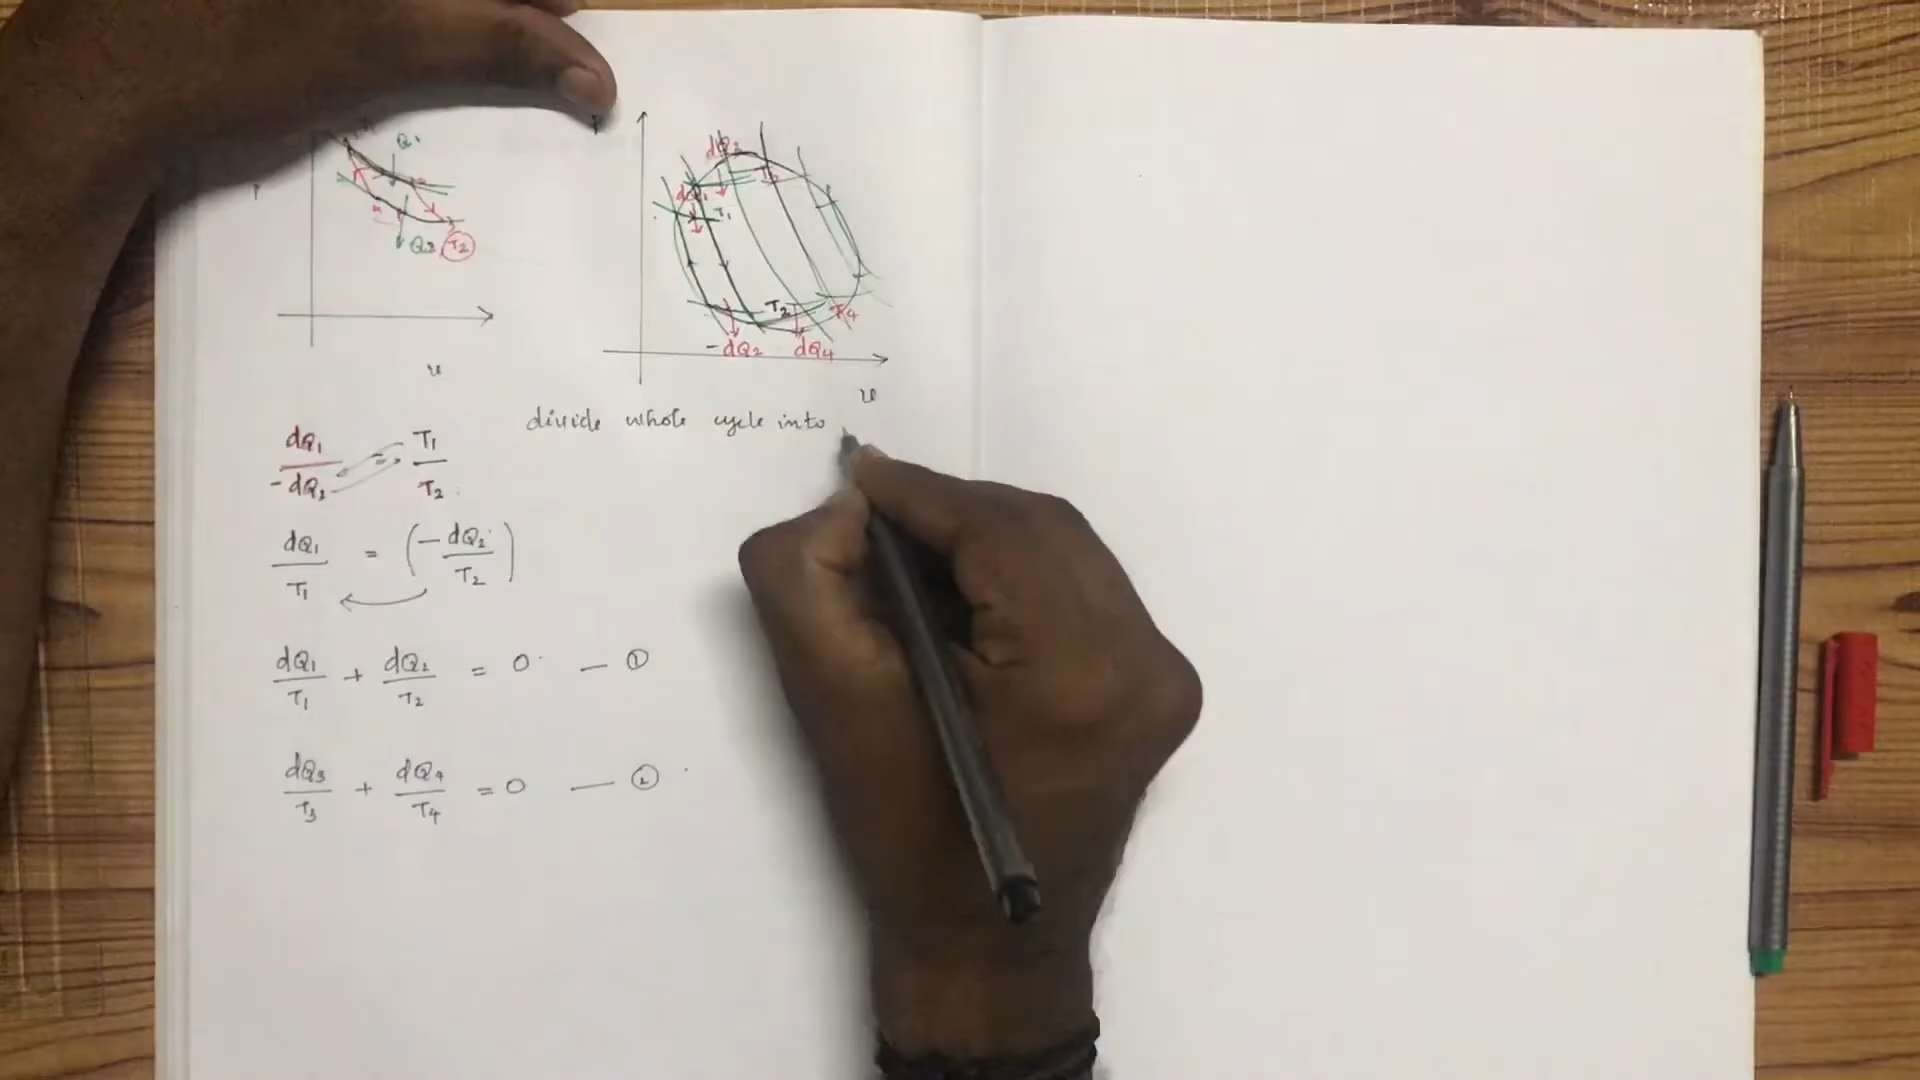 Q1
P
Q2 T2
u
P
dQ3
T3
dQ1
T1
T2
T4
-dQ2 dQ4
u
divide whole cycle into
dQ1 / -dQ2 = T1 / T2
dQ1 / T1 = (-dQ2 / T2)
dQ1 / T1 + dQ2 / T2 = 0 — ①
dQ3 / T3 + dQ4 / T4 = 0 — ②